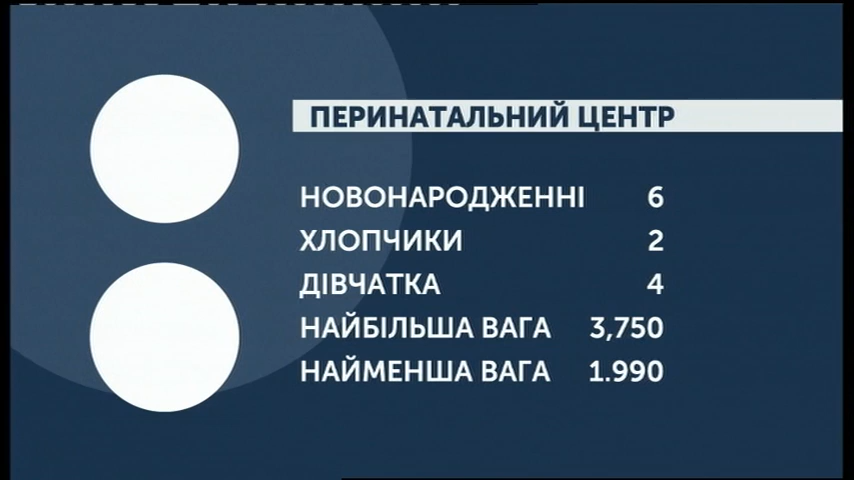 ПЕРИНАТАЛЬНИЙ ЦЕНТР
НОВОНАРОДЖЕННІ 6
ХЛОПЧИКИ 2
ДІВЧАТКА 4
НАЙБІЛЬША ВАГА 3,750
НАЙМЕНША ВАГА 1.990